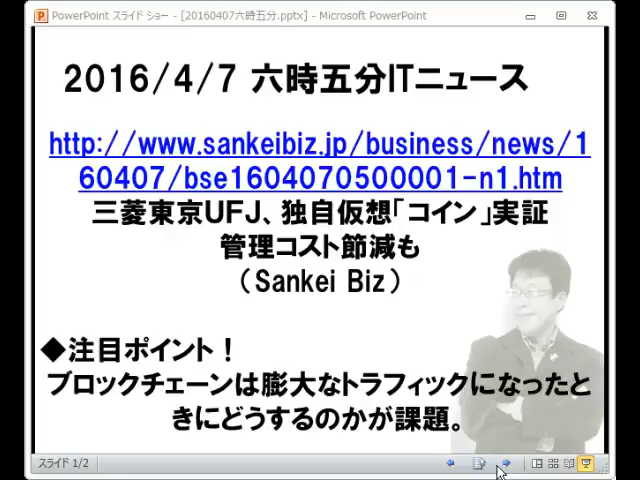 PowerPoint スライド ショー - [20160407六時五分.pptx] - Microsoft PowerPoint
2016/4/7 六時五分ITニュース
http://www.sankeibiz.jp/business/news/1
60407/bse1604070500001-n1.htm
三菱東京UFJ、独自仮想「コイン」実証
管理コスト節減も
（Sankei Biz）
◆注目ポイント！
ブロックチェーンは膨大なトラフィックになったと
きにどうするのかが課題。
スライド 1/2